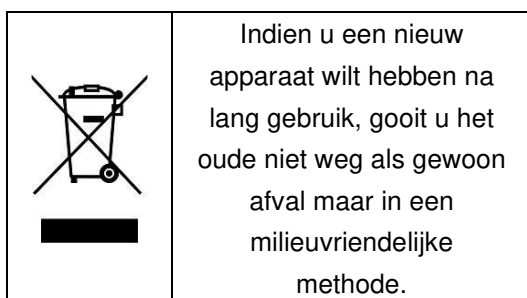 Indien u een nieuw
apparaat wilt hebben na
lang gebruik, gooit u het
oude niet weg als gewoon
afval maar in een
milieuvriendelijke
methode.